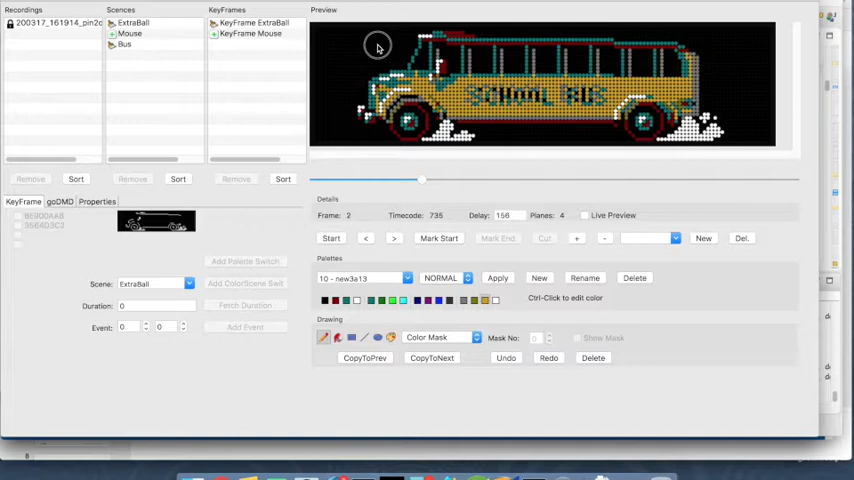 Recordings
Scences
KeyFrames
Preview
200317_161914_pin2d
ExtraBall
Mouse
Bus
KeyFrame ExtraBall
KeyFrame Mouse
SCHOOL BUS
Remove
Sort
Remove
Sort
Remove
Sort
KeyFrame
goDMD
Properties
Details
Frame: 2
Timecode: 735
Delay: 156
Planes: 4
Live Preview
Start
<
>
Mark Start
Mark End
Cut
+
-
New
Del.
Add Palette Switch
Palettes
Scene:
ExtraBall
Add ColorScene Swit
10 - new3a13
NORMAL
Apply
New
Rename
Delete
Duration:
0
Fetch Duration
Ctrl-Click to edit color
Event:
0
0
Add Event
Drawing
Color Mask
Mask No:
0
Show Mask
CopyToPrev
CopyToNext
Undo
Redo
Delete